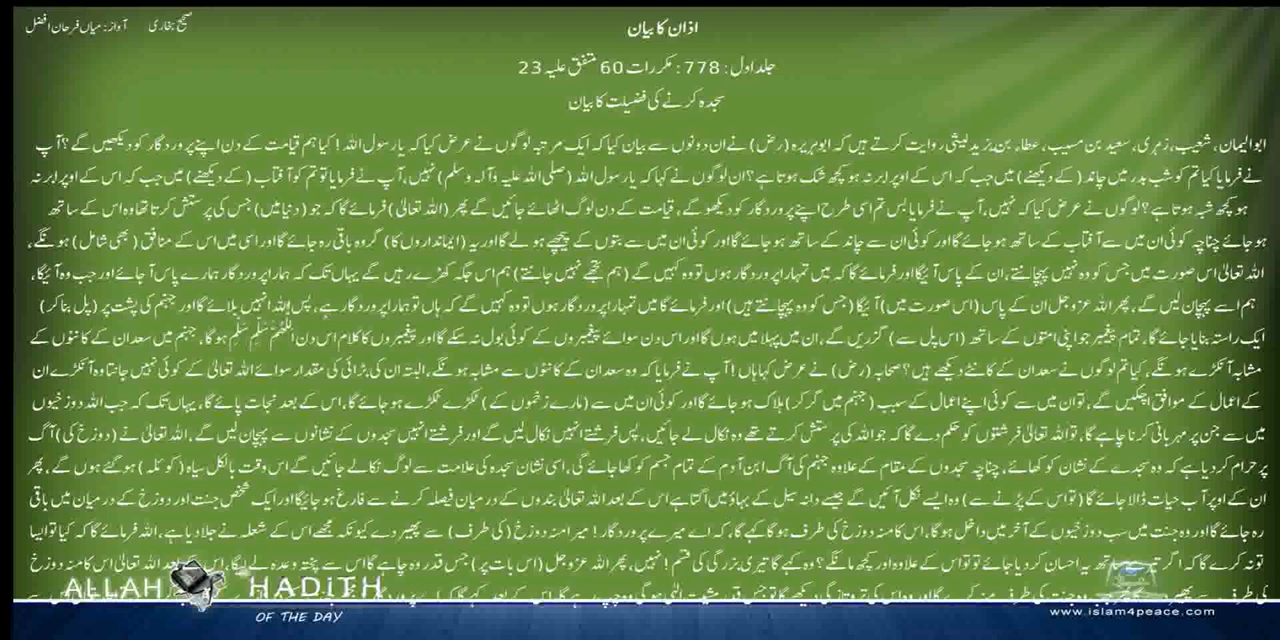 اذان کا بیان
صحیح بخاری
آواز: میاں فرحان افضل
جلد اول : 778 : مکررات 60 متفق علیہ 23
سجدہ کرنے کی فضیلت کا بیان
ابوالیمان، شعیب، زہری، سعید بن مسیب، عطاء بن یزید لیثی روایت کرتے ہیں کہ ابوہریرہ (رض) نے ان دونوں سے بیان کیا کہ ایک مرتبہ لوگوں نے عرض کیا کہ یا رسول اللہ ! کیا ہم قیامت کے دن اپنے پروردگار کو دیکھیں گے؟ آپ
نے فرمایا کیا تم کو شب بدر میں چاند (کے دیکھنے) میں جب کہ اس کے اوپر ابر نہ ہو کچھ شک ہوتا ہے؟ ان لوگوں نے کہا کہ یا رسول اللہ (صلی اللہ علیہ وآلہ وسلم) نہیں، آپ نے فرمایا تو تم کو آفتاب (کے دیکھنے) میں جب کہ اس کے اوپر ابر نہ
ہو کچھ شبہ ہوتا ہے؟ لوگوں نے عرض کیا کہ نہیں، آپ نے فرمایا بس تم اسی طرح اپنے پروردگار کو دیکھو گے، قیامت کے دن لوگ اٹھائے جائیں گے پھر (اللہ تعالیٰ) فرمائے گا کہ جو (دنیا میں) جس کی پرستش کرتا تھا وہ اس کے ساتھ
ہو جائے چناچہ کوئی ان میں سے آفتاب کے ساتھ ہو جائے گا اور کوئی ان سے چاند کے ساتھ ہو جائے گا اور کوئی ان میں سے بتوں کے پیچھے ہو لے گا اور یہ (ایمانداروں کا) گروہ باقی رہ جائے گا اور اسی میں اس کے منافق (بھی شامل) ہونگے،
اللہ تعالیٰ اس صورت میں جس کو وہ نہیں پہچانتے، ان کے پاس آئیگا اور فرمائے گا کہ میں تمہارا پروردگار ہوں تو وہ کہیں گے (ہم تجھے نہیں جانتے) ہم اس جگہ کھڑے رہیں گے یہاں تک کہ ہمارا پروردگار ہمارے پاس آجائے اور جب وہ آئیگا،
ہم اسے پہچان لیں گے، پھر اللہ عزوجل ان کے پاس (اس صورت میں) آئیگا (جس کو وہ پہچانتے ہیں) اور فرمائے گا میں تمہارا پروردگار ہوں تو وہ کہیں گے کہ ہاں تو ہمارا پروردگار ہے، پس اللہ انہیں بلائے گا اور جہنم کی پشت پر (پل بنا کر)
ایک راستہ بنایا جائے گا، تمام پیغمبر جو اپنی امتوں کے ساتھ (اس پل سے) گزریں گے، ان میں پہلا میں ہوں گا اور اس دن سوائے پیغمبروں کے کوئی بول نہ سکے گا اور پیغمبروں کا کلام اس دن اللہم سلم سلم ہوگا، جہنم میں سعدان کے کانٹوں کے
مشابہ آنکڑے ہونگے، کیا تم لوگوں نے سعدان کے کانٹے دیکھے ہیں؟ صحابہ (رض) نے عرض کیا ہاں ! آپ نے فرمایا کہ وہ سعدان کے کانٹوں سے مشابہ ہونگے، البتہ ان کی بڑائی کی مقدار سوائے اللہ تعالیٰ کے کوئی نہیں جانتا وہ آنکڑے ان
کے اعمال کے موافق اچکیں گے، تو ان میں سے کوئی اپنے اعمال کے سبب (جہنم میں گر کر) ہلاک ہو جائے گا اور کوئی ان میں سے (مارے زخموں کے) ٹکڑے ٹکڑے ہو جائے گا، اس کے بعد نجات پائے گا، یہاں تک کہ جب اللہ دوزخیوں
میں سے جن پر مہربانی کرنا چاہے گا، تو اللہ تعالیٰ فرشتوں کو حکم دے گا کہ جو اللہ کی پرستش کرتے تھے وہ نکال لے جائیں، پس فرشتے انہیں نکال لیں گے اور فرشتے انہیں سجدوں کے نشانوں سے پہچان لیں گے، اللہ تعالیٰ نے (دوزخ کی) آگ
پر حرام کردیا ہے کہ وہ سجدے کے نشان کو کھائے، چناچہ سجدوں کے مقام کے علاوہ جہنم کی آگ ابن آدم کے تمام جسم کو کھا جائے گی، اسی نشان سجدہ کی علامت سے لوگ نکالے جائیں گے اس وقت بالکل سیاہ (کوئلہ) ہو گئے ہوں گے، پھر
ان کے اوپر آب حیات ڈالا جائے گا (تو اس کے پڑنے سے) وہ ایسے نکل آئیں گے جیسے دانہ سیل کے بہاؤ میں اگتا ہے اس کے بعد اللہ تعالیٰ بندوں کے درمیان فیصلہ کرنے سے فارغ ہو جائیگا اور ایک شخص جنت اور دوزخ کے درمیان میں باقی
رہ جائے گا اور وہ جنت میں سب دوزخیوں کے آخر میں داخل ہوگا، اس کا منہ دوزخ کی طرف ہوگا کہے گا، کہ اے میرے پروردگار ! میرا منہ دوزخ (کی طرف) سے پھیر دے کیونکہ مجھے اس کے شعلہ نے جلا دیا ہے، اللہ فرمائے گا کہ کیا تو ایسا
تو نہ کرے گا کہ اگر تیرے ساتھ یہ احسان کردیا جائے تو تو اس کے علاوہ اور کچھ مانگے؟ وہ کہے گا تیری بزرگی کی قسم ! نہیں، پھر اللہ عزوجل (اس بات پر) جس قدر وہ چاہے گا اس سے پختہ وعدہ لے لیگا، اس کے بعد اللہ تعالیٰ اس کا منہ دوزخ
ALLAH HADITH
OF THE DAY
www.islam4peace.com